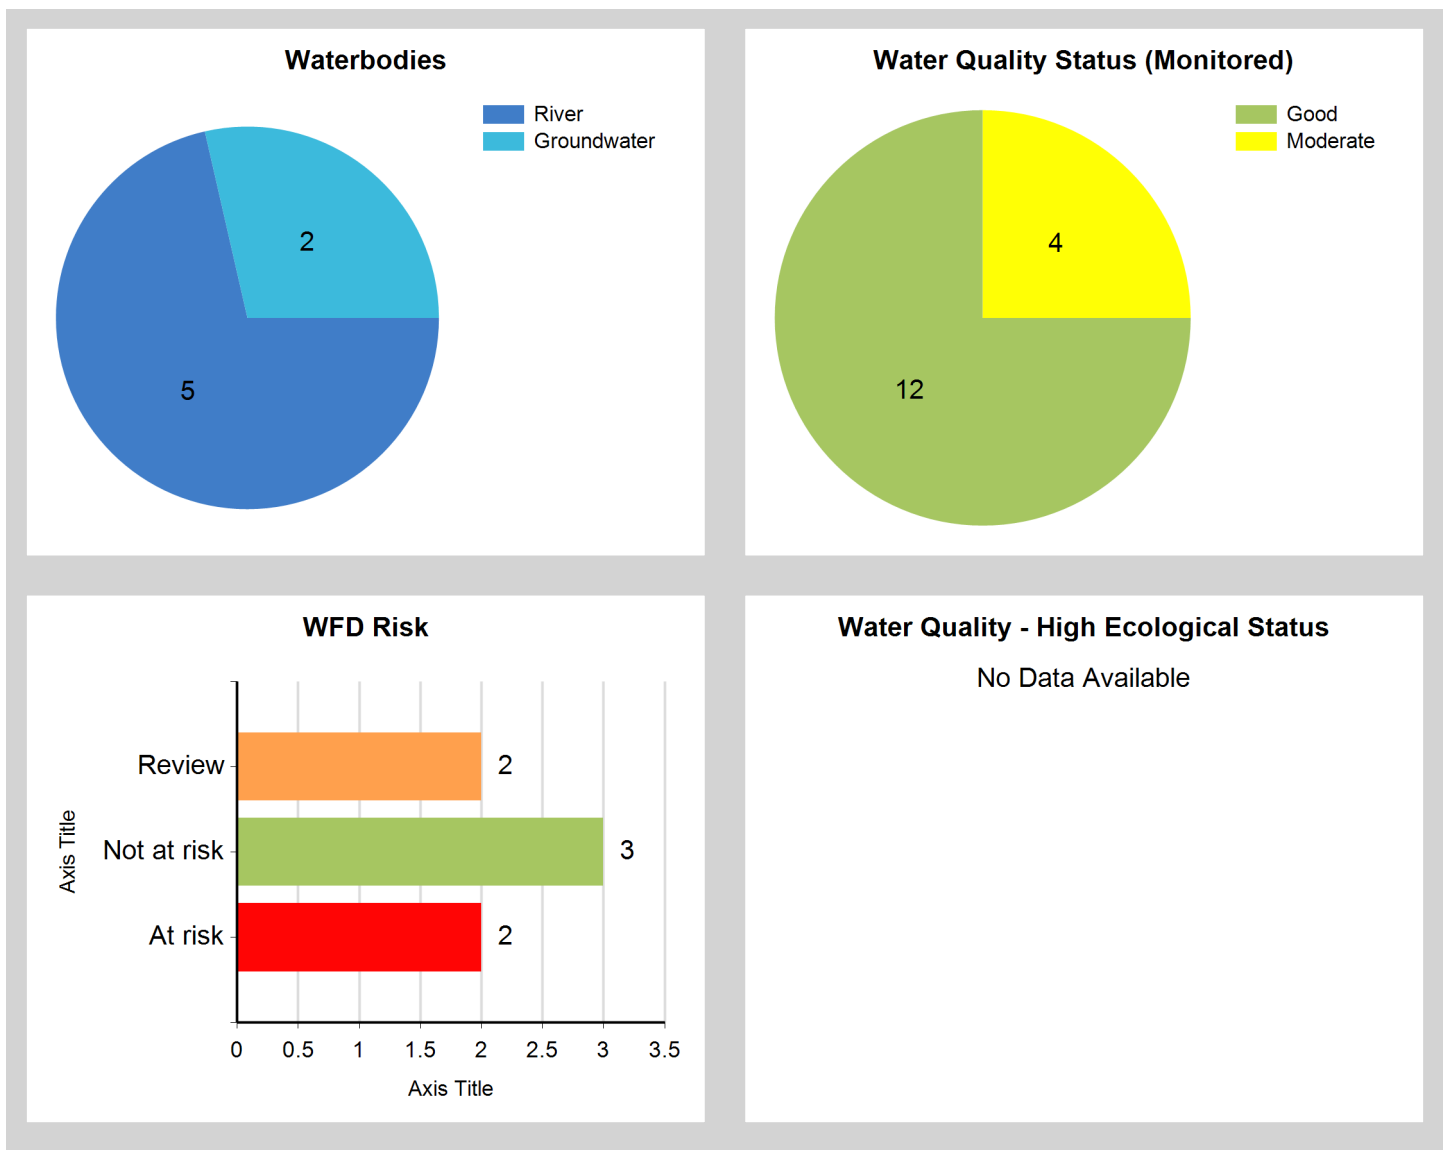 Waterbodies
River
Groundwater
2
5
Water Quality Status (Monitored)
Good
Moderate
4
12
WFD Risk
Axis Title
Review
2
Not at risk
3
At risk
2
0 0.5 1 1.5 2 2.5 3 3.5
Axis Title
Water Quality - High Ecological Status
No Data Available